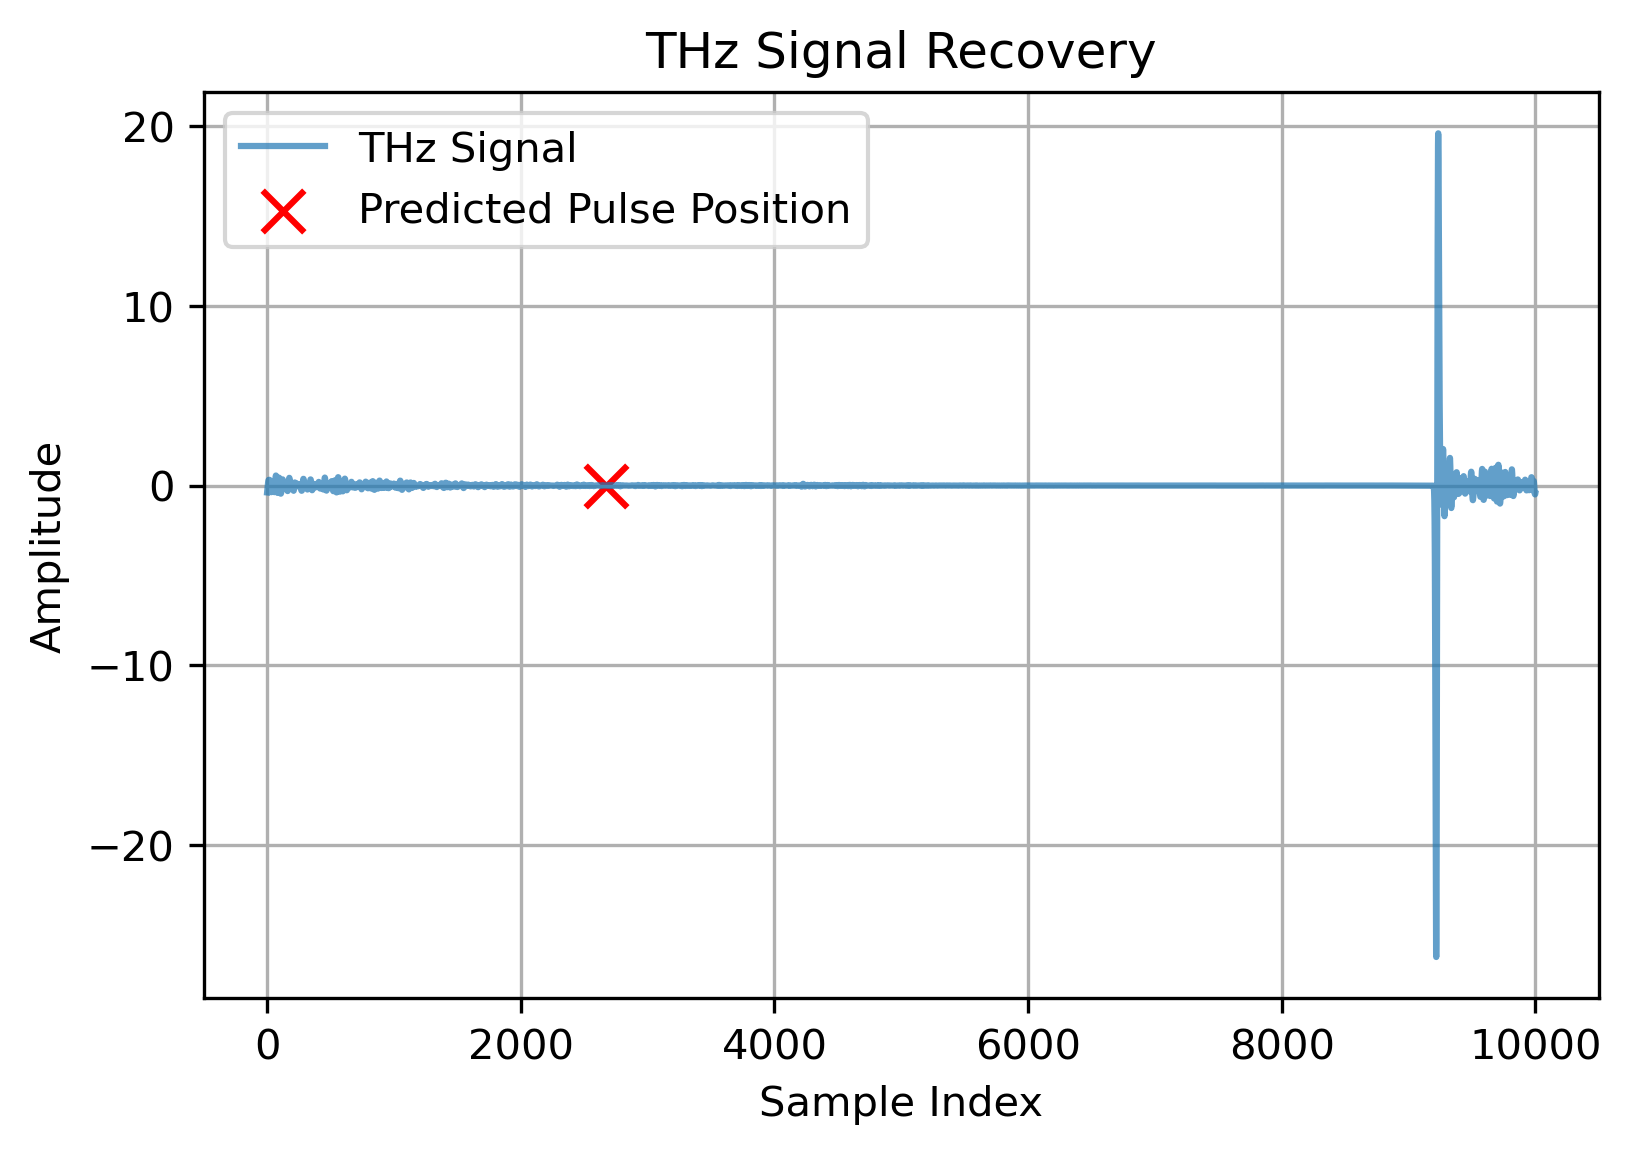 THz Signal Recovery
THz Signal
Predicted Pulse Position
20
10
0
−10
−20
Amplitude
0 2000 4000 6000 8000 10000
Sample Index